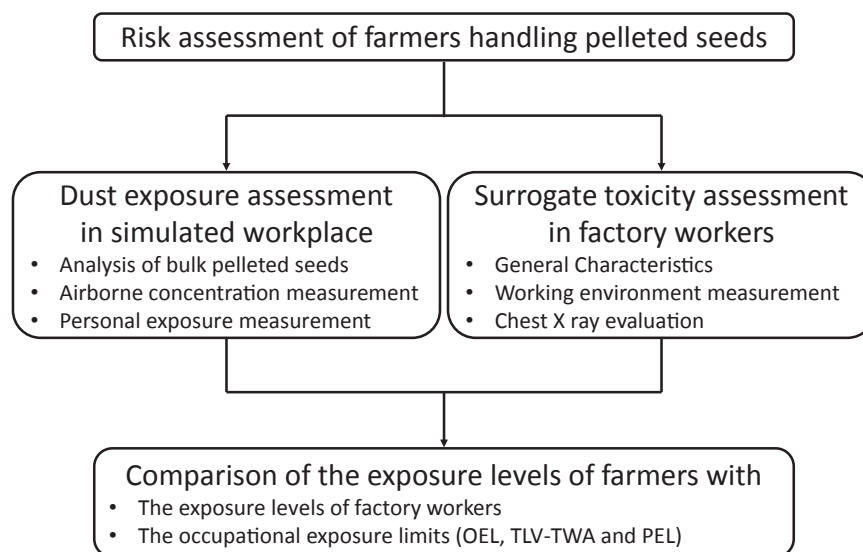 Risk assessment of farmers handling pelleted seeds
Dust exposure assessment
in simulated workplace
• Analysis of bulk pelleted seeds
• Airborne concentration measurement
• Personal exposure measurement
Surrogate toxicity assessment
in factory workers
• General Characteristics
• Working environment measurement
• Chest X ray evaluation
Comparison of the exposure levels of farmers with
• The exposure levels of factory workers
• The occupational exposure limits (OEL, TLV-TWA and PEL)